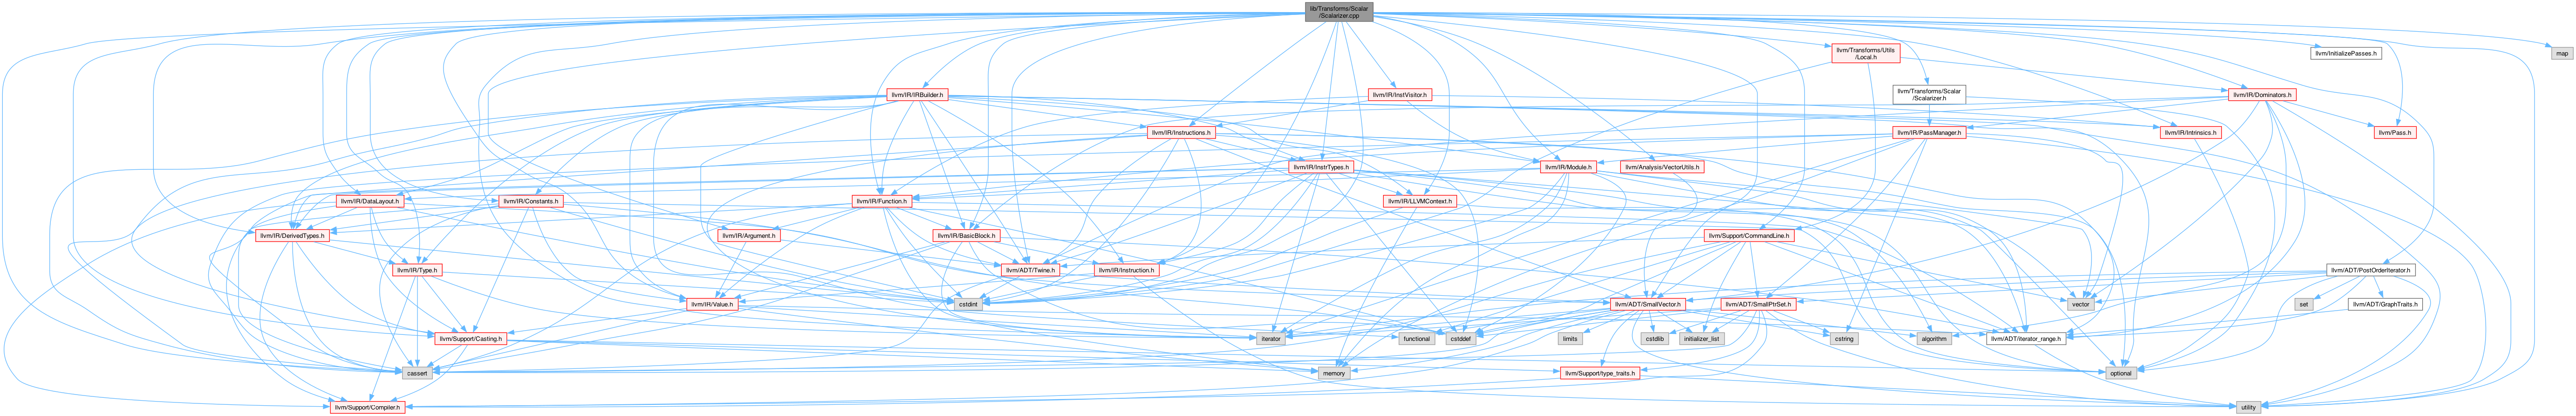 lib/Transforms/Scalar
/Scalarizer.cpp
llvm/Transforms/Utils
/Local.h
llvm/InitializePasses.h
map
llvm/IR/IRBuilder.h
llvm/IR/InstVisitor.h
llvm/Transforms/Scalar
/Scalarizer.h
llvm/IR/Dominators.h
llvm/IR/Instructions.h
llvm/IR/PassManager.h
llvm/IR/Intrinsics.h
llvm/Pass.h
llvm/IR/InstrTypes.h
llvm/IR/Module.h
llvm/Analysis/VectorUtils.h
llvm/IR/DataLayout.h
llvm/IR/Constants.h
llvm/IR/Function.h
llvm/IR/LLVMContext.h
llvm/IR/DerivedTypes.h
llvm/IR/Argument.h
llvm/IR/BasicBlock.h
llvm/Support/CommandLine.h
llvm/IR/Type.h
llvm/ADT/Twine.h
llvm/IR/Instruction.h
llvm/ADT/PostOrderIterator.h
llvm/IR/Value.h
cstdint
llvm/ADT/SmallVector.h
llvm/ADT/SmallPtrSet.h
vector
set
llvm/ADT/GraphTraits.h
llvm/Support/Casting.h
iterator
functional
cstddef
limits
cstdlib
initializer_list
cstring
algorithm
llvm/ADT/iterator_range.h
cassert
memory
llvm/Support/type_traits.h
optional
llvm/Support/Compiler.h
utility